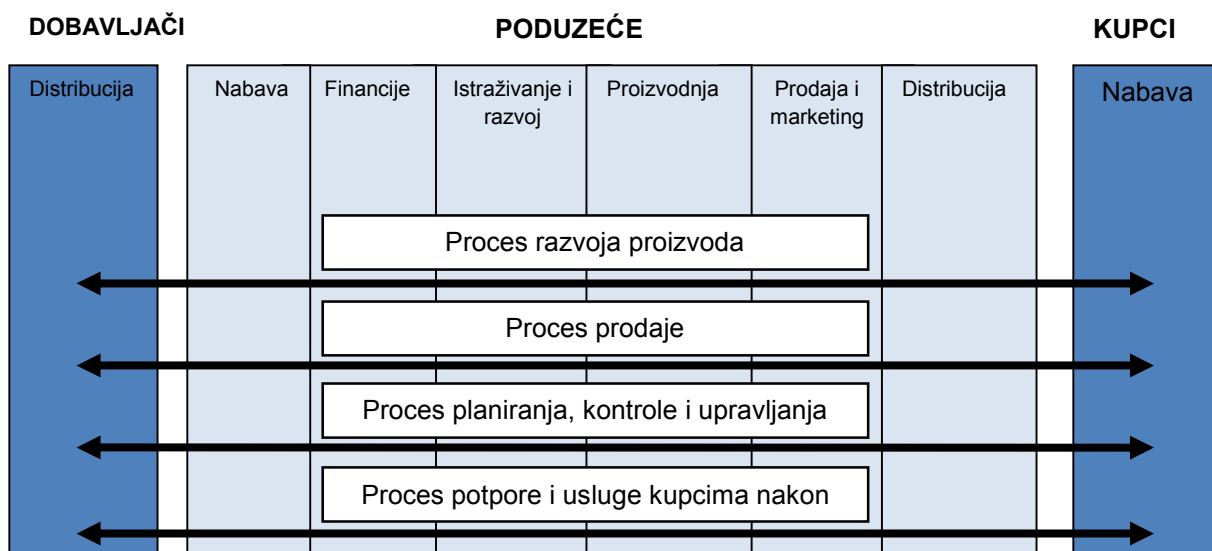 DOBAVLJAČI
PODUZEĆE
KUPCI
Distribucija
Nabava
Financije
Istraživanje i
razvoj
Proizvodnja
Prodaja i
marketing
Distribucija
Nabava
Proces razvoja proizvoda
Proces prodaje
Proces planiranja, kontrole i upravljanja
Proces potpore i usluge kupcima nakon